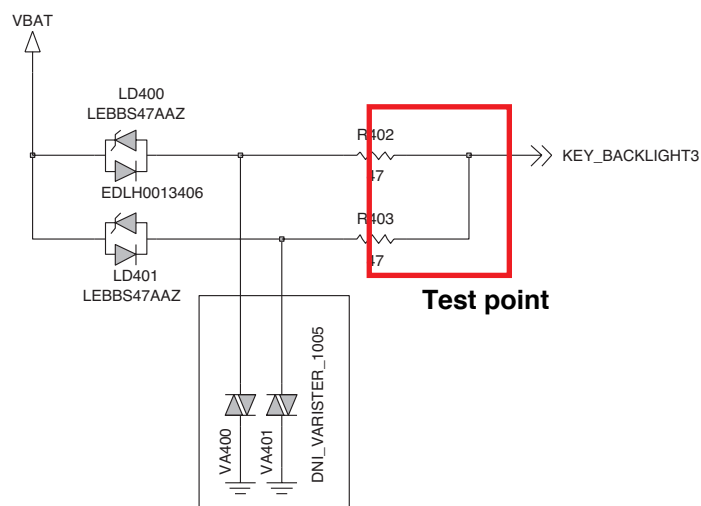 VBAT
LD400
LEBBS47AAZ
R402
KEY_BACKLIGHT3
47
EDLH0013406
R403
47
LD401
LEBBS47AAZ
Test point
DNI_VARISTER_1005
VA400
VA401